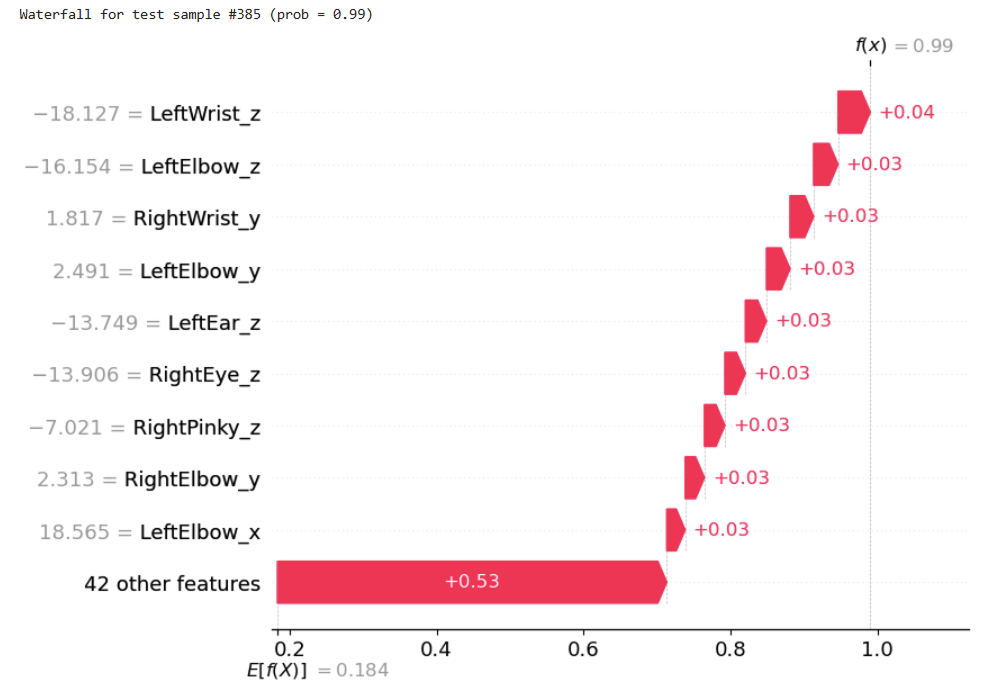 Waterfall for test sample #385 (prob = 0.99)
f(x) = 0.99
−18.127 = LeftWrist_z +0.04
−16.154 = LeftElbow_z +0.03
1.817 = RightWrist_y +0.03
2.491 = LeftElbow_y +0.03
−13.749 = LeftEar_z +0.03
−13.906 = RightEye_z +0.03
−7.021 = RightPinky_z +0.03
2.313 = RightElbow_y +0.03
18.565 = LeftElbow_x +0.03
42 other features +0.53
0.2 0.4 0.6 0.8 1.0
E[f(X)] = 0.184